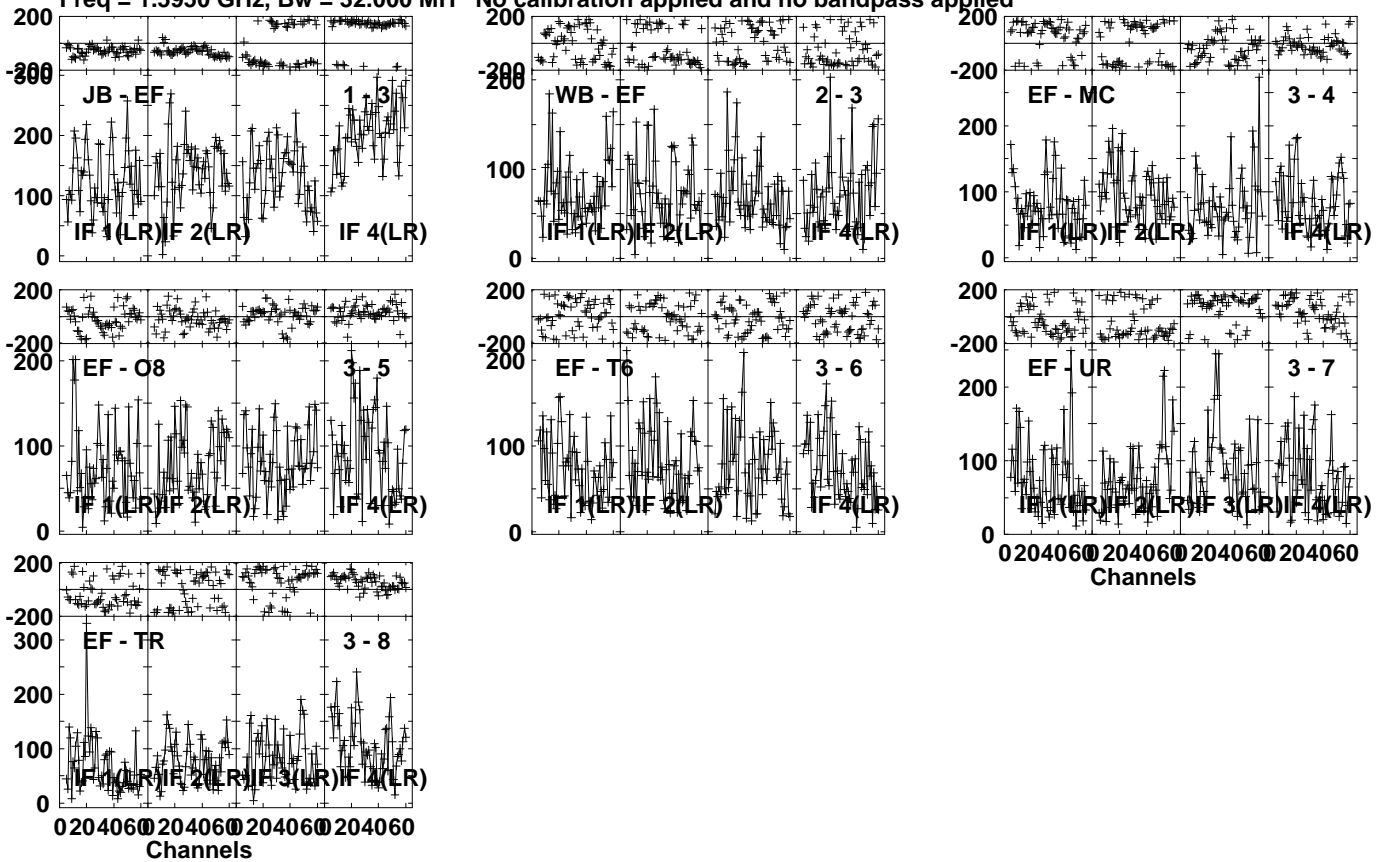 Freq = 1.5950 GHz, Bw = 32.000 MH No calibration applied and no bandpass applied
200
-200
300
200
100
0
JB - EF 1 - 3
IF 1(LR) IF 2(LR) IF 4(LR)
200
-200
200
100
0
WB - EF 2 - 3
IF 1(LR) IF 2(LR) IF 4(LR)
200
-200
200
100
0
EF - MC 3 - 4
IF 1(LR) IF 2(LR) IF 4(LR)
200
-200
200
100
0
EF - O8 3 - 5
IF 1(LR) IF 2(LR) IF 4(LR)
200
-200
200
100
0
EF - T6 3 - 6
IF 1(LR) IF 2(LR) IF 4(LR)
200
-200
200
100
0
EF - UR 3 - 7
IF 1(LR) IF 2(LR) IF 3(LR) IF 4(LR)
0 20 40 60 0 20 40 60 0 20 40 60 0 20 40 60
Channels
200
-200
300
200
100
0
EF - TR 3 - 8
IF 1(LR) IF 2(LR) IF 3(LR) IF 4(LR)
0 20 40 60 0 20 40 60 0 20 40 60 0 20 40 60
Channels